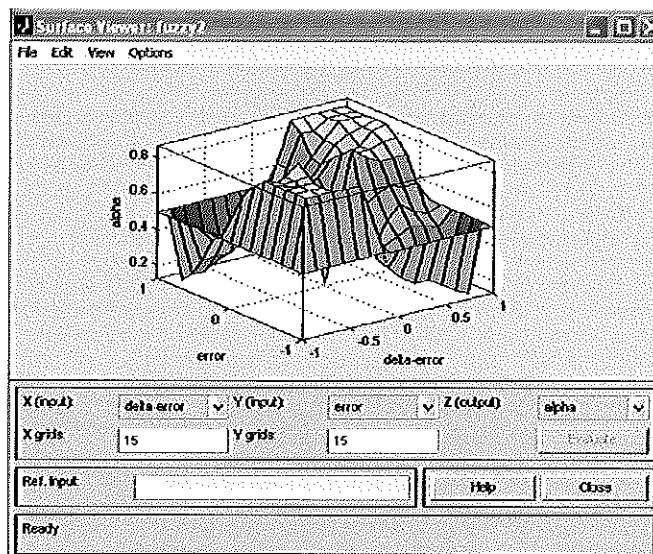 Surface Viewer: fuzzy2
File Edit View Options
0.8
0.6
0.4
0.2
alpha
1
0
-1
error
-1
-0.5
0
0.5
1
delta-error
X (input): delta-error Y (input): error Z (output): alpha
X grids: 15 Y grids: 15 Evaluate
Ref. Input:
Help Close
Ready